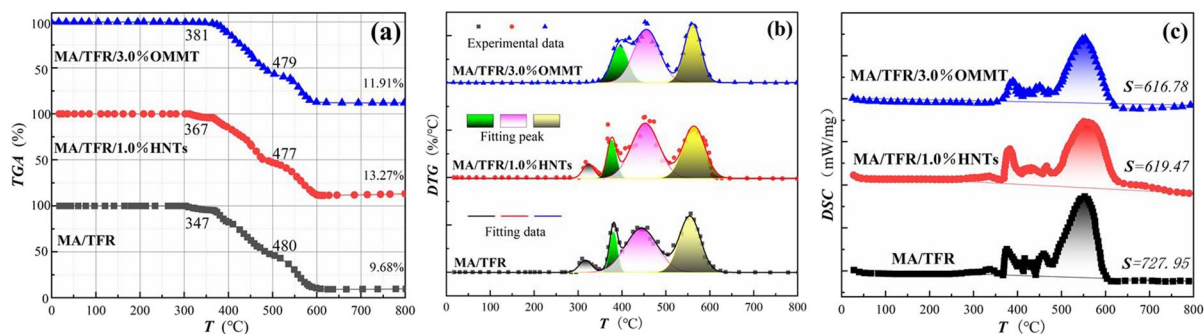 (a)
100
381
MA/TFR/3.0%OMMT
479
50
11.91%
100
367
MA/TFR/1.0%HNTs
477
50
13.27%
100
347
MA/TFR
480
50
9.68%
0
0 100 200 300 400 500 600 700 800
T (℃)
TGA (%)
(b)
Experimental data
MA/TFR/3.0%OMMT
Fitting peak
MA/TFR/1.0%HNTs
Fitting data
MA/TFR
0 100 200 300 400 500 600 700 800
T (℃)
DTG (%/℃)
(c)
MA/TFR/3.0%OMMT
S=616.78
MA/TFR/1.0%HNTs
S=619.47
MA/TFR
S=727.95
0 100 200 300 400 500 600 700 800
T (℃)
DSC (mW/mg)